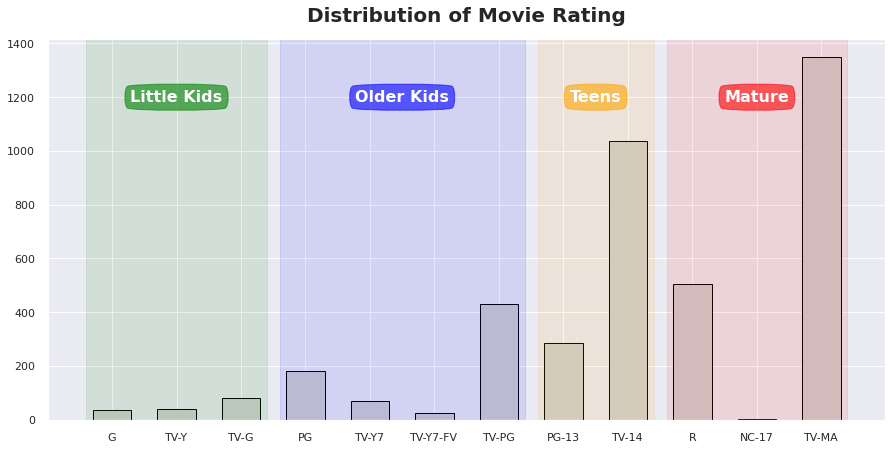 Distribution of Movie Rating
1400
1200
1000
800
600
400
200
0
Little Kids
Older Kids
Teens
Mature
G
TV-Y
TV-G
PG
TV-Y7
TV-Y7-FV
TV-PG
PG-13
TV-14
R
NC-17
TV-MA